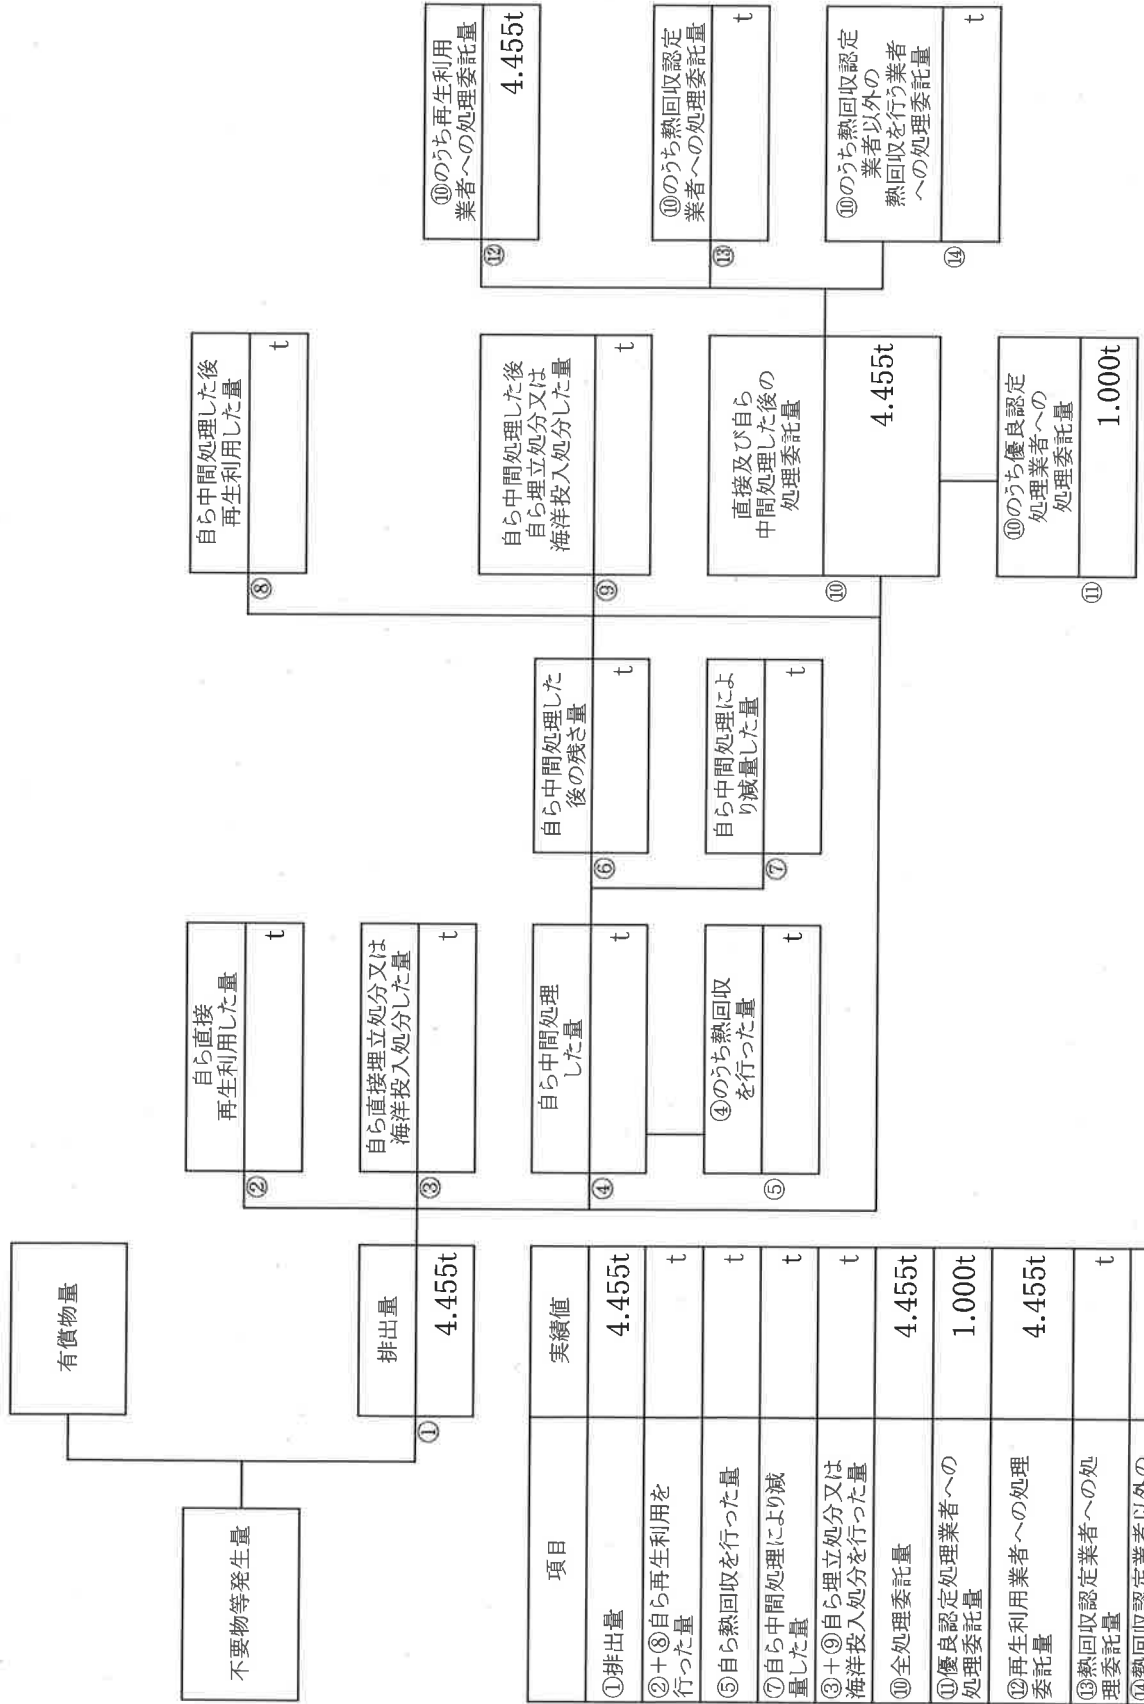 不要物等発生量
有償物量
①
排出量
4.455t
②
自ら直接
再生利用した量
t
③
自ら直接埋立処分又は
海洋投入処分した量
t
④
自ら中間処理
した量
t
⑤
④のうち熱回収
を行った量
t
⑥
自ら中間処理した
後の残さ量
t
⑦
自ら中間処理によ
り減量した量
t
⑧
自ら中間処理した後
再生利用した量
t
⑨
自ら中間処理した後
自ら埋立処分又は
海洋投入処分した量
t
⑩
直接及び自ら
中間処理した後の
処理委託量
4.455t
⑪
⑩のうち優良認定
処理業者への
処理委託量
1.000t
⑫
⑩のうち再生利用
業者への処理委託量
4.455t
⑬
⑩のうち熱回収認定
業者への処理委託量
t
⑭
⑩のうち熱回収認定
業者以外の
熱回収を行う業者
への処理委託量
t
項目 実績値
①排出量 4.455t
②+⑧自ら再生利用を
行った量 t
⑤自ら熱回収を行った量 t
⑦自ら中間処理により減
量した量 t
③+⑨自ら埋立処分又は
海洋投入処分を行った量 t
⑩全処理委託量 4.455t
⑪優良認定処理業者への
処理委託量 1.000t
⑫再生利用業者への処理
委託量 4.455t
⑬熱回収認定業者への処
理委託量 t
⑭熱回収認定業者以外の